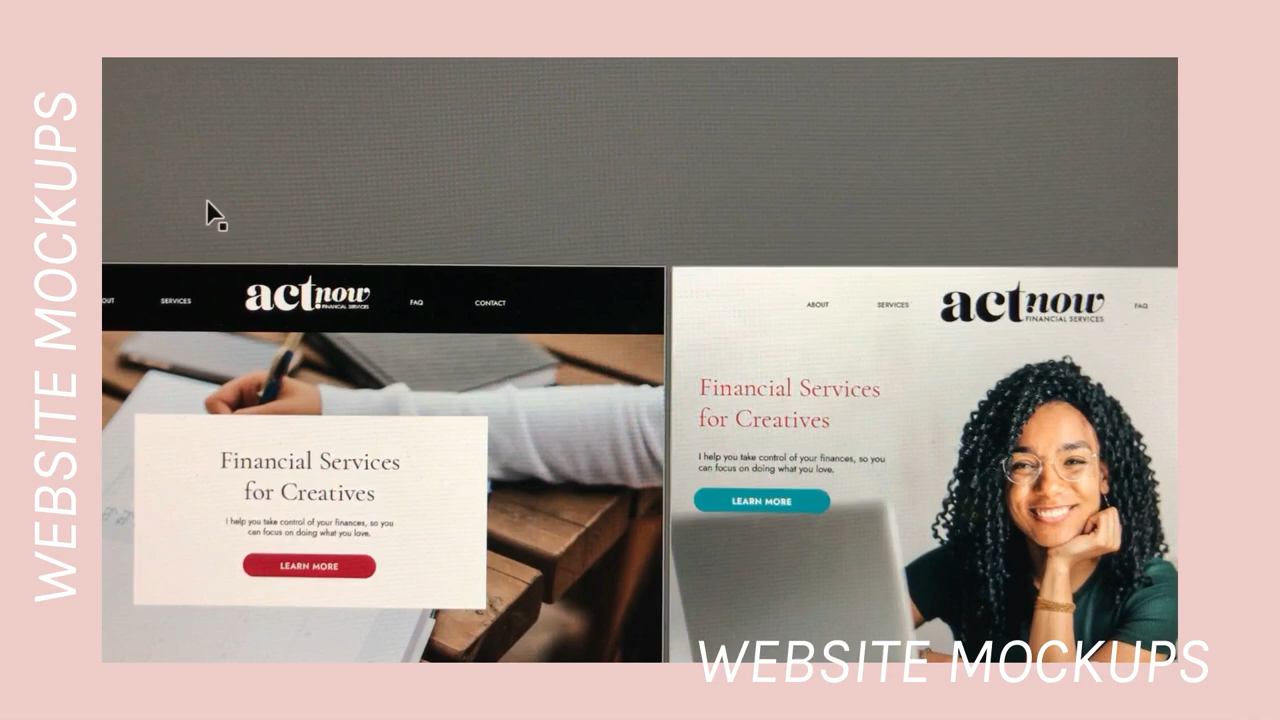 WEBSITE MOCKUPS
OUT
SERVICES
actnow
FINANCIAL SERVICES
FAQ
CONTACT
Financial Services
for Creatives
I help you take control of your finances, so you
can focus on doing what you love.
LEARN MORE
ABOUT
SERVICES
actnow
FINANCIAL SERVICES
FAQ
Financial Services
for Creatives
I help you take control of your finances, so you
can focus on doing what you love.
LEARN MORE
WEBSITE MOCKUPS